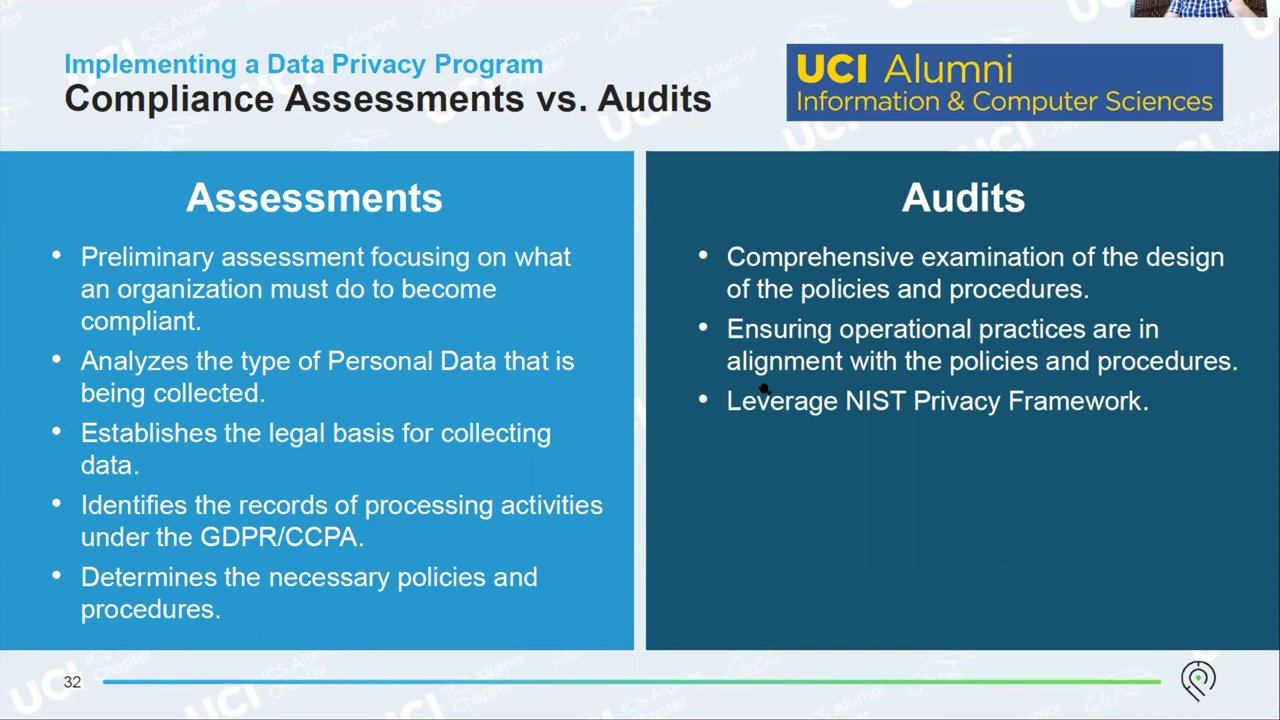 Implementing a Data Privacy Program
Compliance Assessments vs. Audits
UCI Alumni
Information & Computer Sciences
Assessments
• Preliminary assessment focusing on what
an organization must do to become
compliant.
• Analyzes the type of Personal Data that is
being collected.
• Establishes the legal basis for collecting
data.
• Identifies the records of processing activities
under the GDPR/CCPA.
• Determines the necessary policies and
procedures.
Audits
• Comprehensive examination of the design
of the policies and procedures.
• Ensuring operational practices are in
alignment with the policies and procedures.
• Leverage NIST Privacy Framework.
32